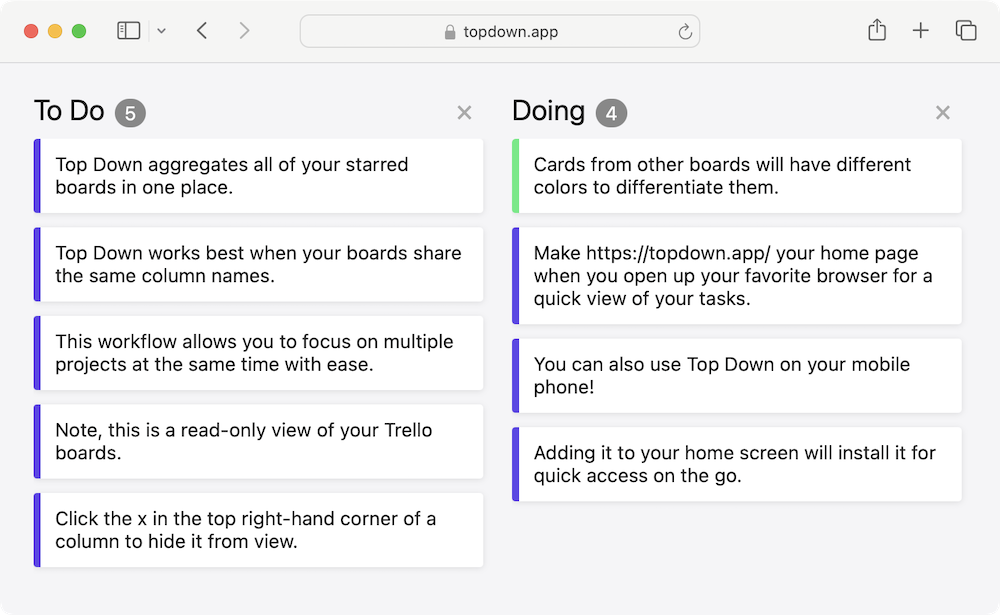 topdown.app
To Do 5
Top Down aggregates all of your starred
boards in one place.
Top Down works best when your boards share
the same column names.
This workflow allows you to focus on multiple
projects at the same time with ease.
Note, this is a read-only view of your Trello
boards.
Click the x in the top right-hand corner of a
column to hide it from view.
Doing 4
Cards from other boards will have different
colors to differentiate them.
Make https://topdown.app/ your home page
when you open up your favorite browser for a
quick view of your tasks.
You can also use Top Down on your mobile
phone!
Adding it to your home screen will install it for
quick access on the go.